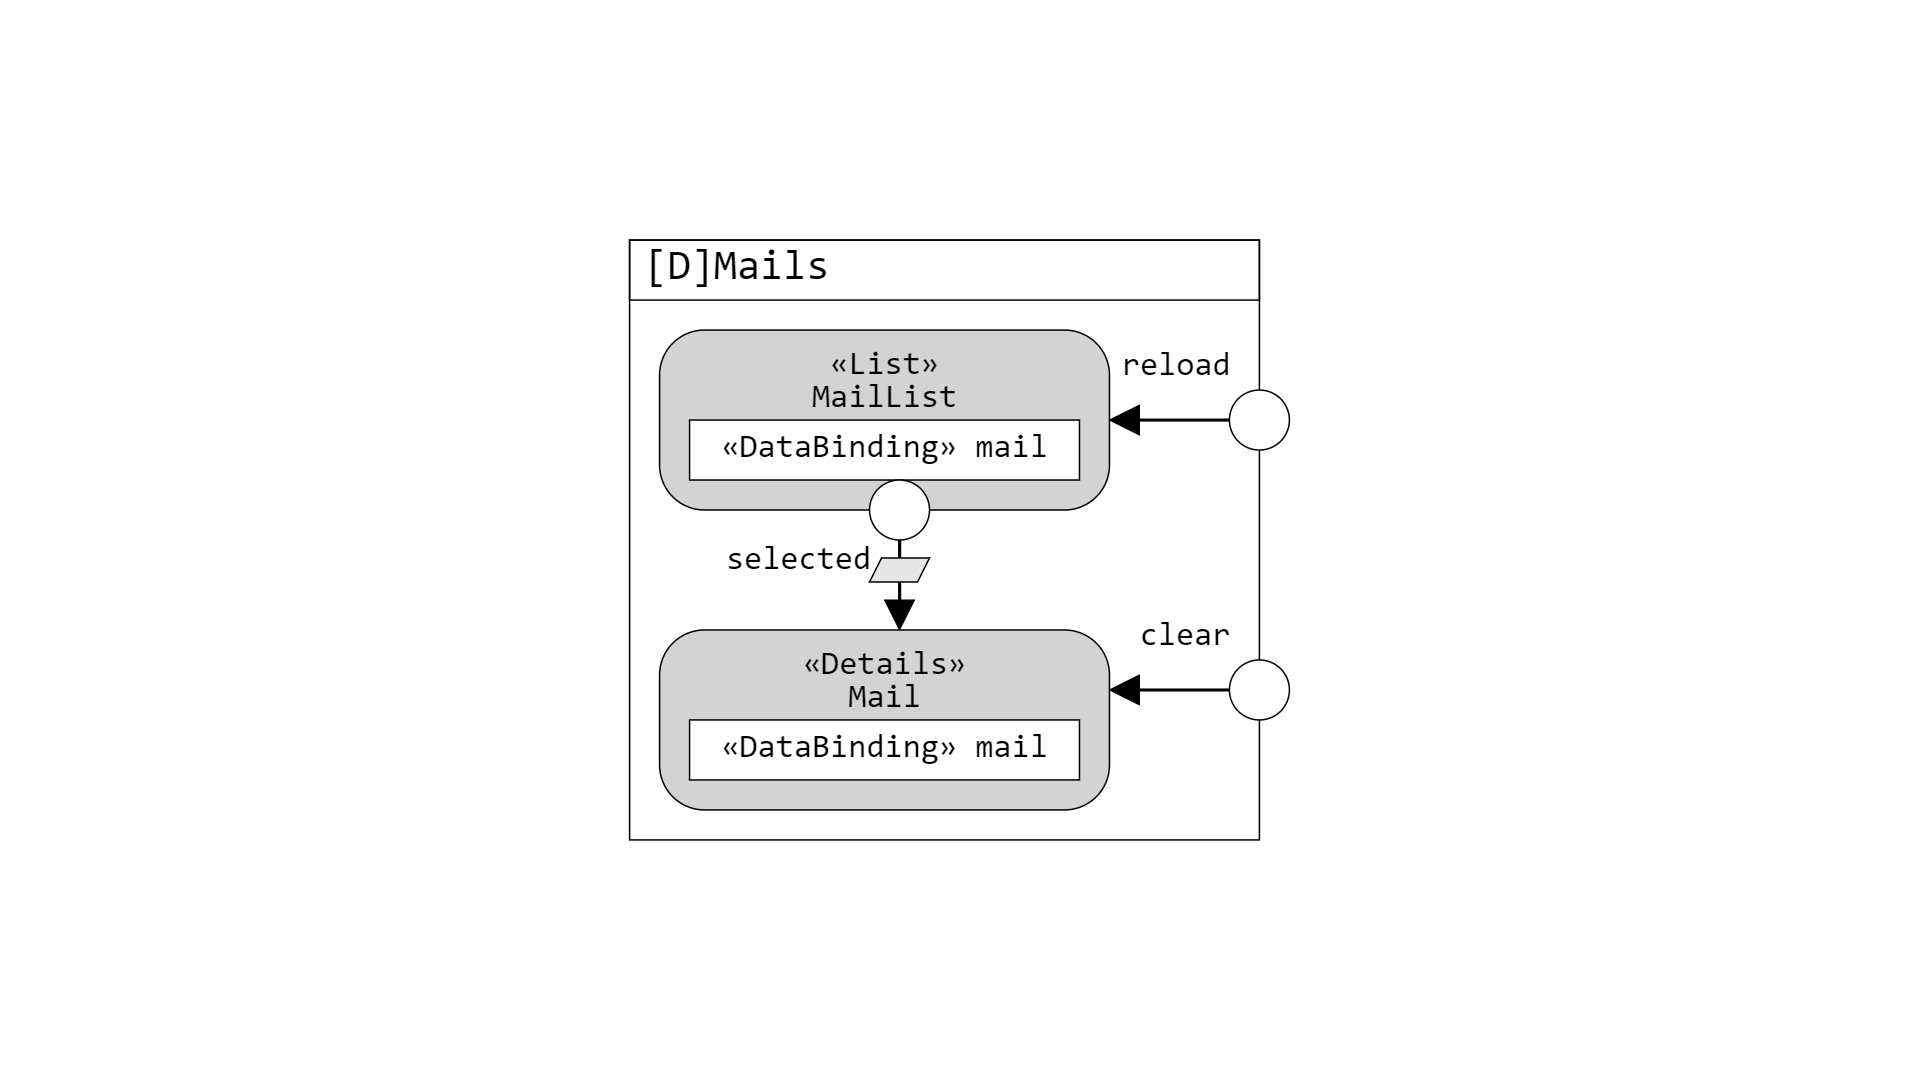 [D]Mails
«List»
MailList
reload
«DataBinding» mail
selected
clear
«Details»
Mail
«DataBinding» mail